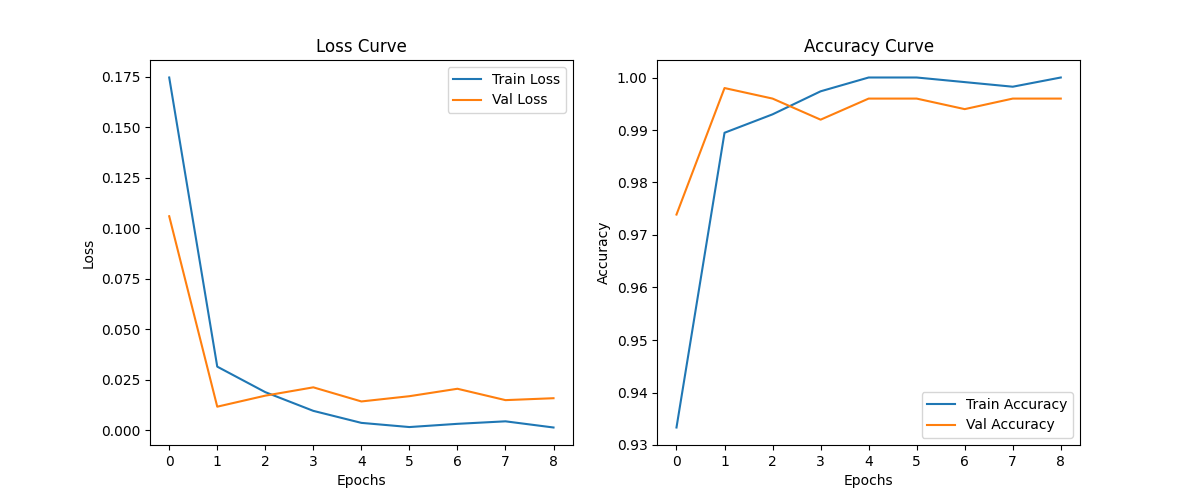 Loss Curve
Loss
0.175
0.150
0.125
0.100
0.075
0.050
0.025
0.000
Train Loss
Val Loss
0 1 2 3 4 5 6 7 8
Epochs
Accuracy Curve
Accuracy
1.00
0.99
0.98
0.97
0.96
0.95
0.94
0.93
Train Accuracy
Val Accuracy
0 1 2 3 4 5 6 7 8
Epochs